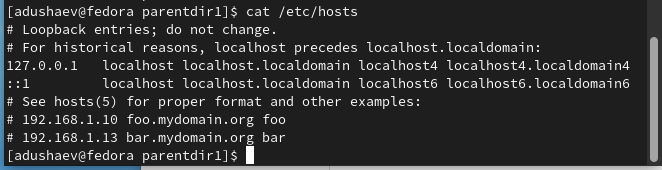 [adushaev@fedora parentdir1]$ cat /etc/hosts
# Loopback entries; do not change.
# For historical reasons, localhost precedes localhost.localdomain:
127.0.0.1   localhost localhost.localdomain localhost4 localhost4.localdomain4
::1         localhost localhost.localdomain localhost6 localhost6.localdomain6
# See hosts(5) for proper format and other examples:
# 192.168.1.10 foo.mydomain.org foo
# 192.168.1.13 bar.mydomain.org bar
[adushaev@fedora parentdir1]$